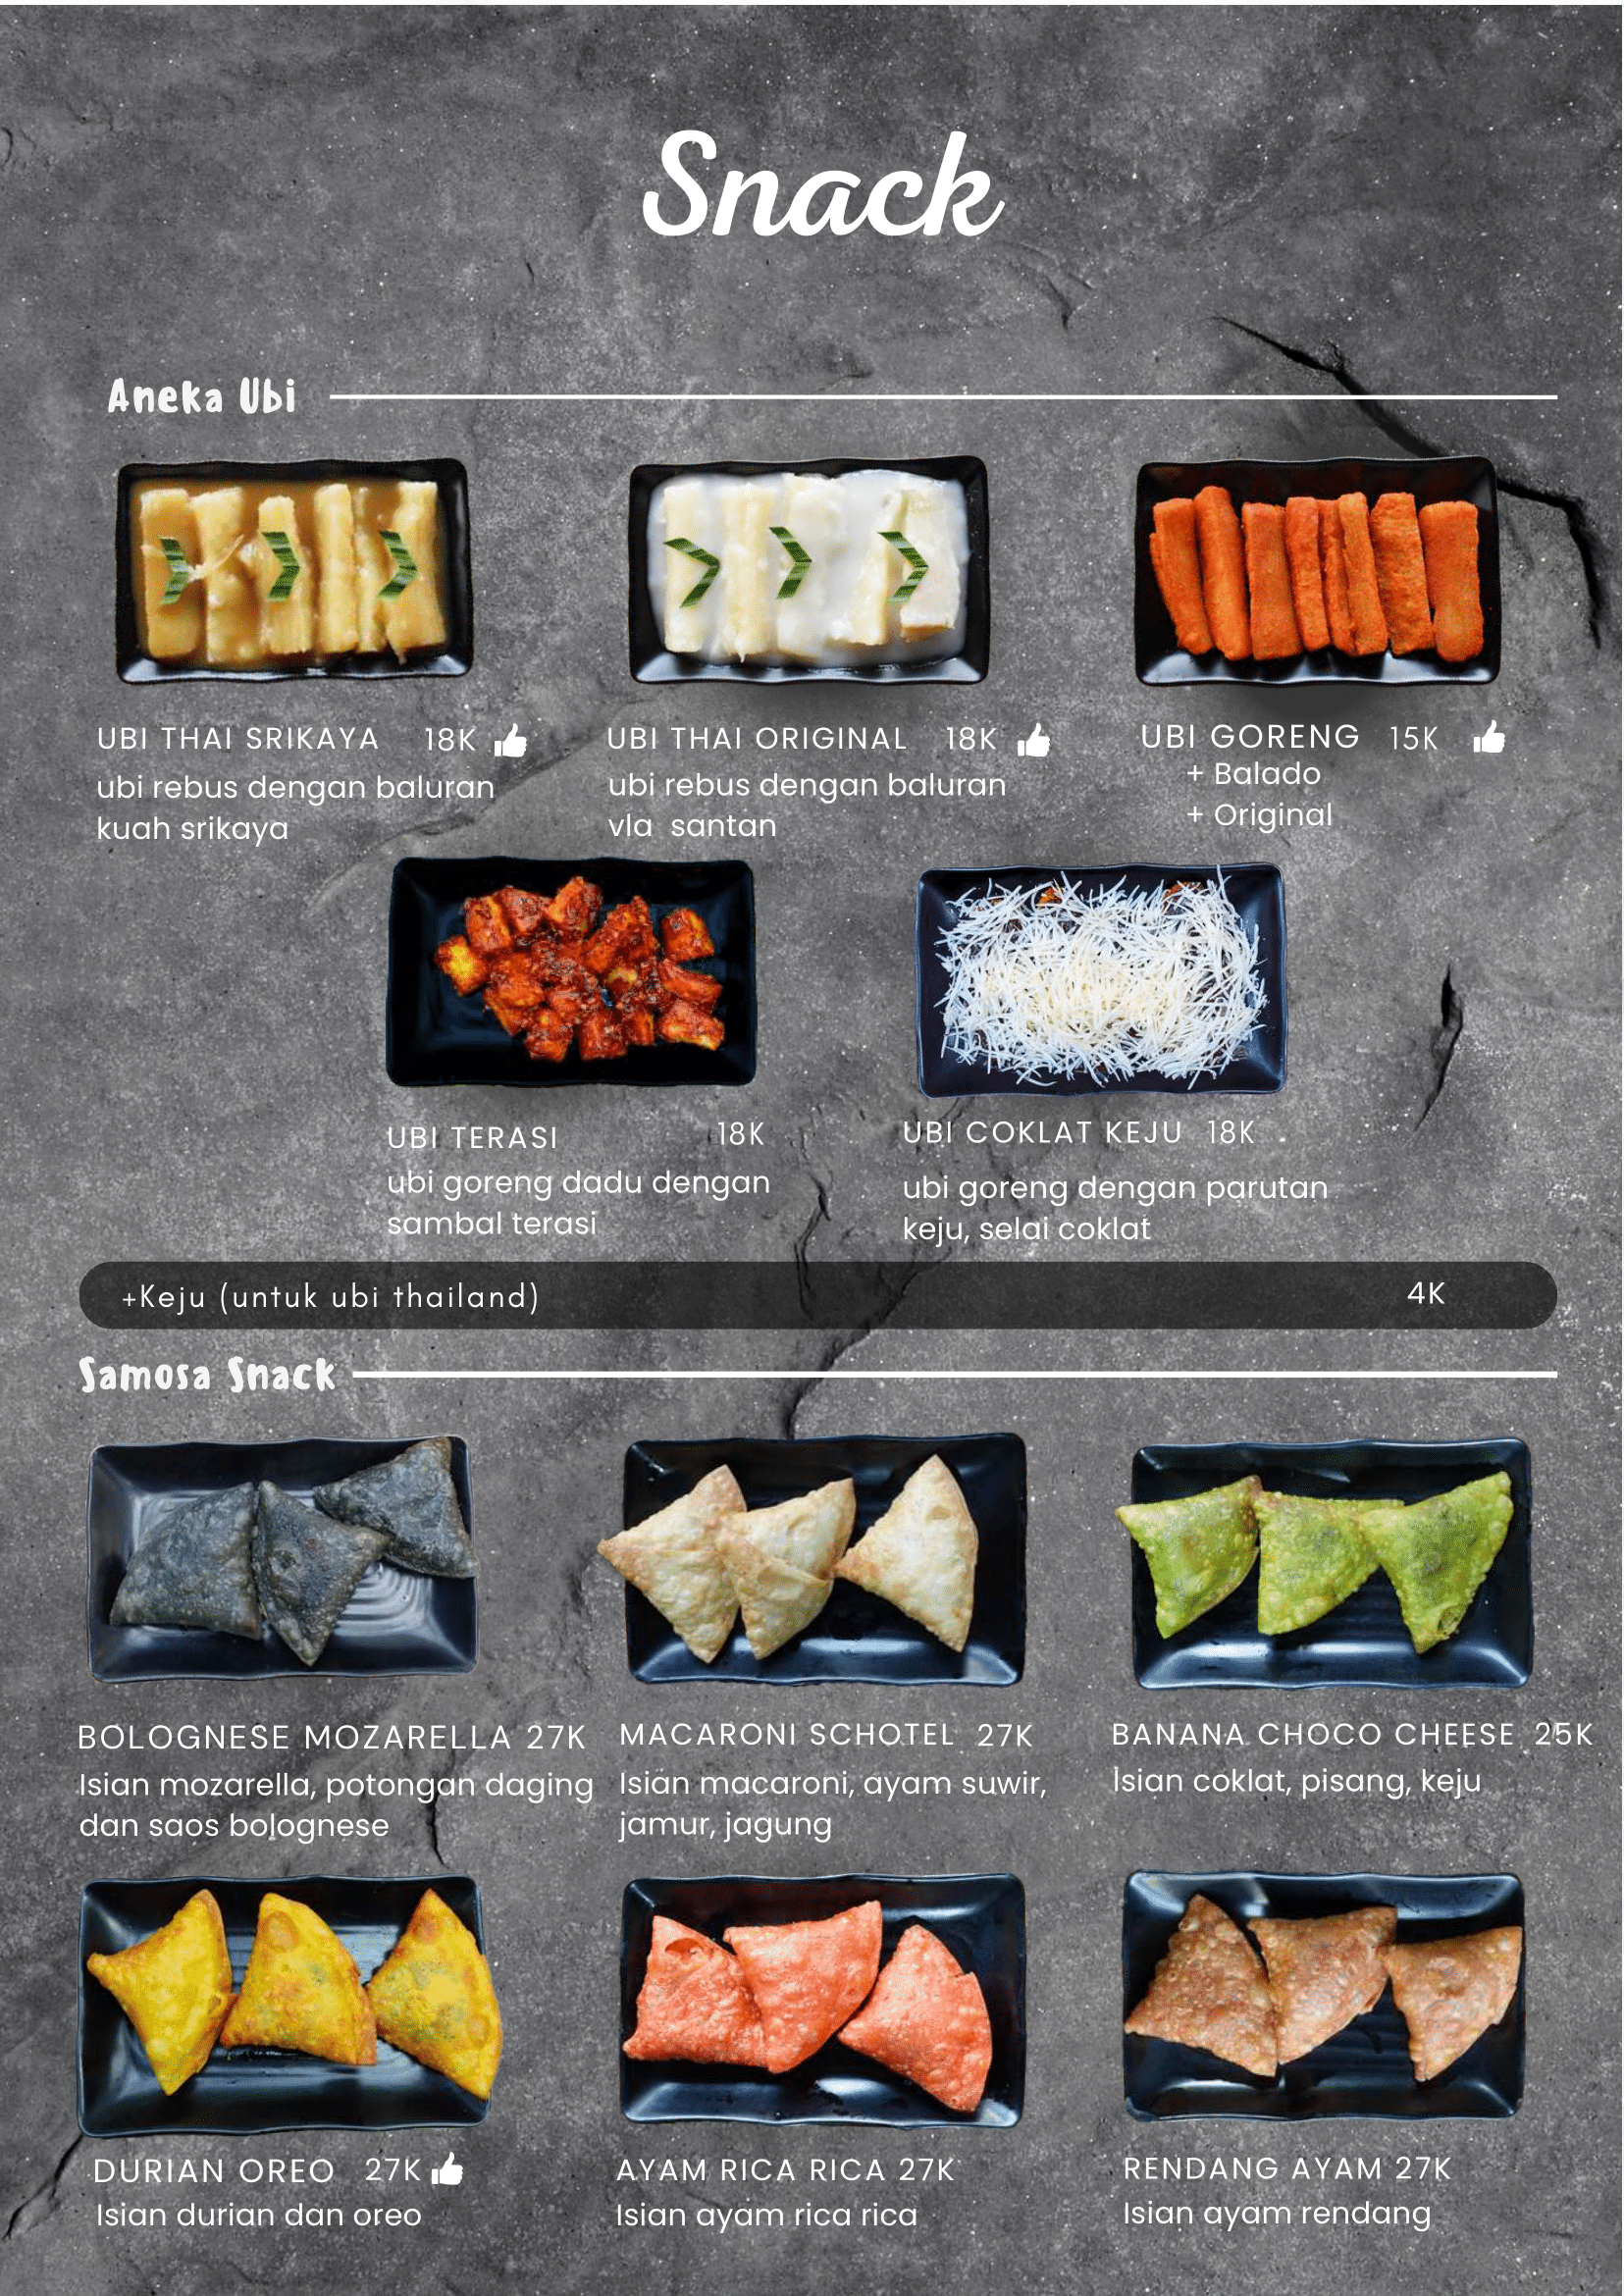 Snack
Aneka Ubi
UBI THAI SRIKAYA 18K
ubi rebus dengan baluran
kuah srikaya
UBI THAI ORIGINAL 18K
ubi rebus dengan baluran
vla santan
UBI GORENG 15K
+ Balado
+ Original
UBI TERASI 18K
ubi goreng dadu dengan
sambal terasi
UBI COKLAT KEJU 18K
ubi goreng dengan parutan
keju, selai coklat
+Keju (untuk ubi thailand) 4K
Samosa Snack
BOLOGNESE MOZARELLA 27K
Isian mozarella, potongan daging
dan saos bolognese
MACARONI SCHOTEL 27K
Isian macaroni, ayam suwir,
jamur, jagung
BANANA CHOCO CHEESE 25K
Isian coklat, pisang, keju
DURIAN OREO 27K
Isian durian dan oreo
AYAM RICA RICA 27K
Isian ayam rica rica
RENDANG AYAM 27K
Isian ayam rendang